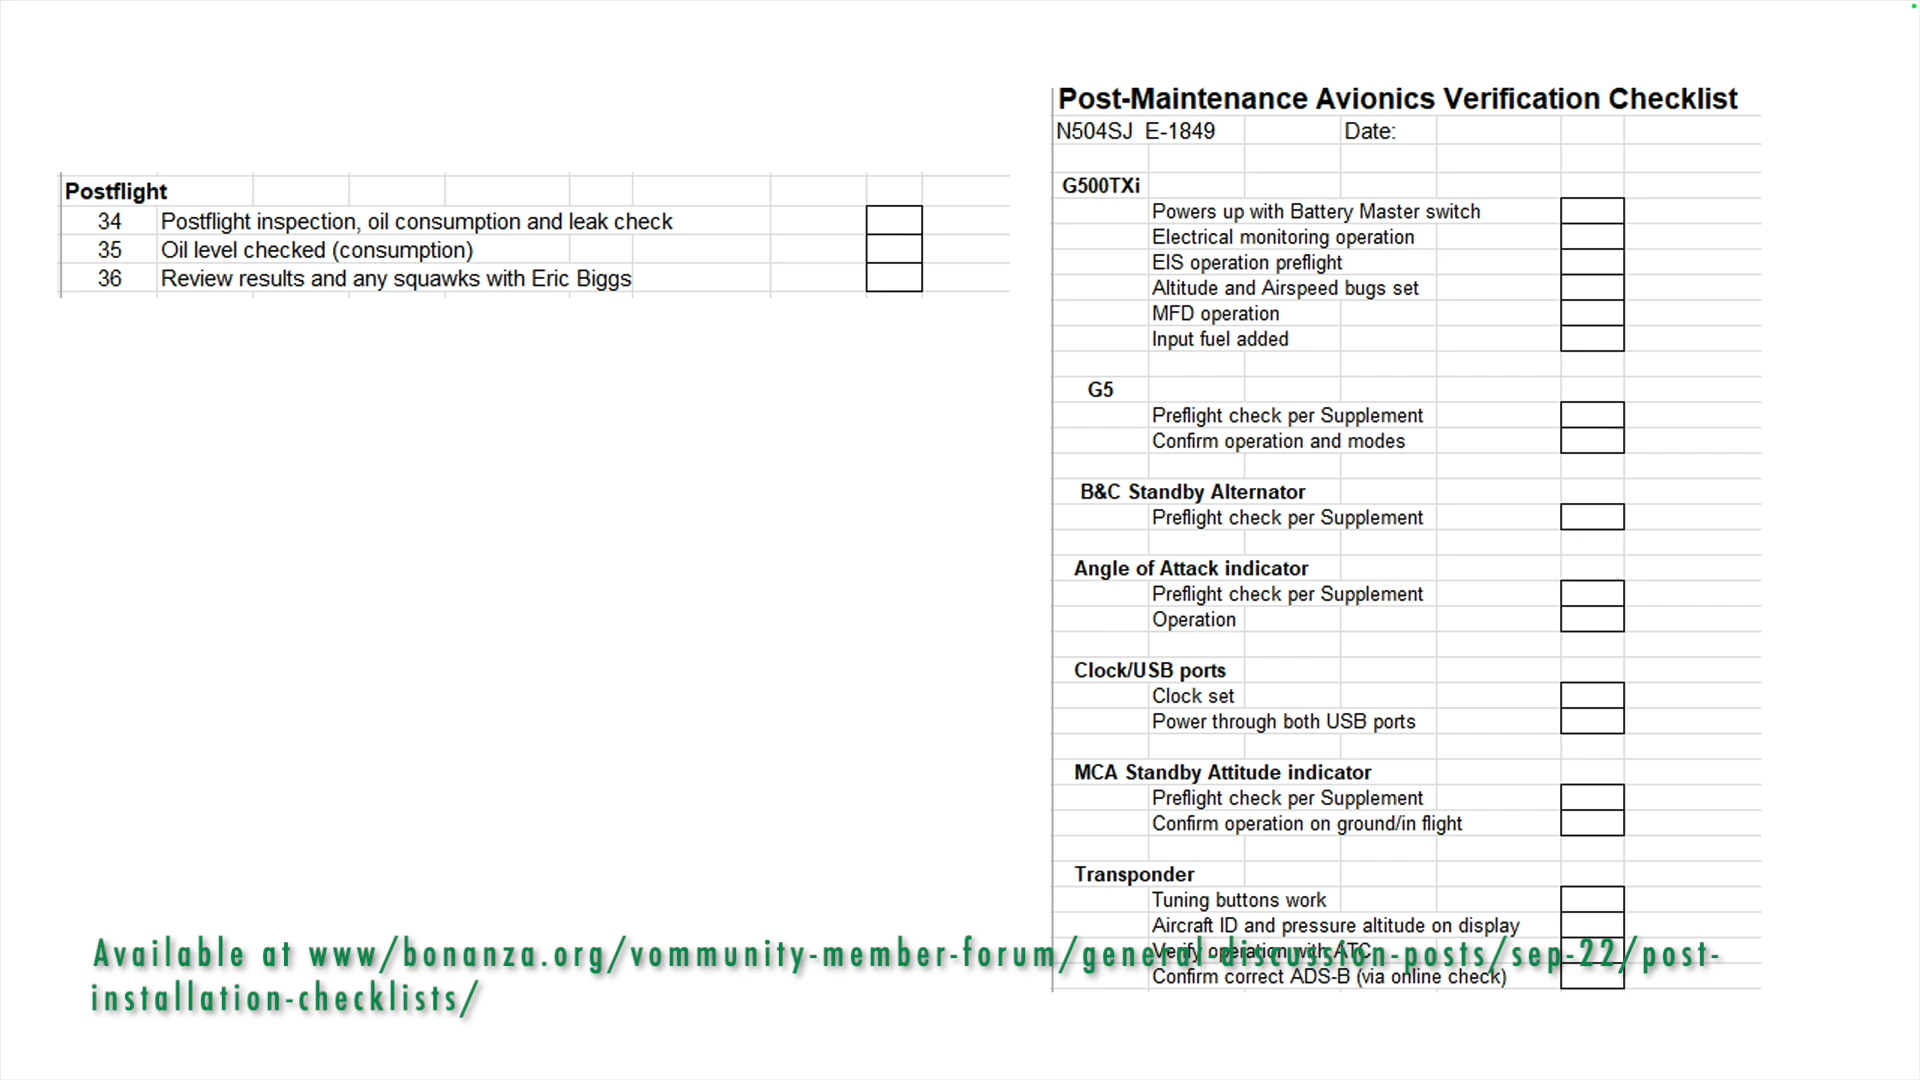 Postflight
34 Postflight inspection, oil consumption and leak check
35 Oil level checked (consumption)
36 Review results and any squawks with Eric Biggs
Post-Maintenance Avionics Verification Checklist
N504SJ E-1849 Date:
G500TXi
Powers up with Battery Master switch
Electrical monitoring operation
EIS operation preflight
Altitude and Airspeed bugs set
MFD operation
Input fuel added
G5
Preflight check per Supplement
Confirm operation and modes
B&C Standby Alternator
Preflight check per Supplement
Angle of Attack indicator
Preflight check per Supplement
Operation
Clock/USB ports
Clock set
Power through both USB ports
MCA Standby Attitude indicator
Preflight check per Supplement
Confirm operation on ground/in flight
Transponder
Tuning buttons work
Aircraft ID and pressure altitude on display
Verify operation with ATC
Confirm correct ADS-B (via online check)
Available at www/bonanza.org/vommunity-member-forum/general-discussion-posts/sep-22/post-
installation-checklists/